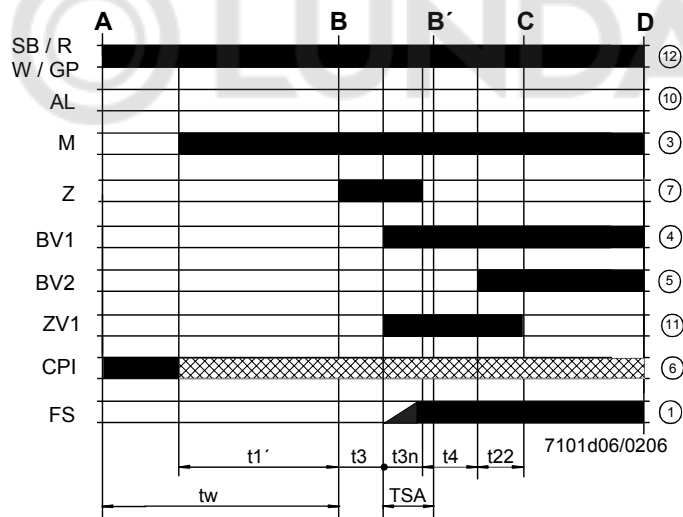 LUNDA
A B B´ C D
SB / R
W / GP 12
AL 10
M 3
Z 7
BV1 4
BV2 5
ZV1 11
CPI 6
FS 1
7101d06/0206
t1´ t3 t3n t4 t22
tw TSA